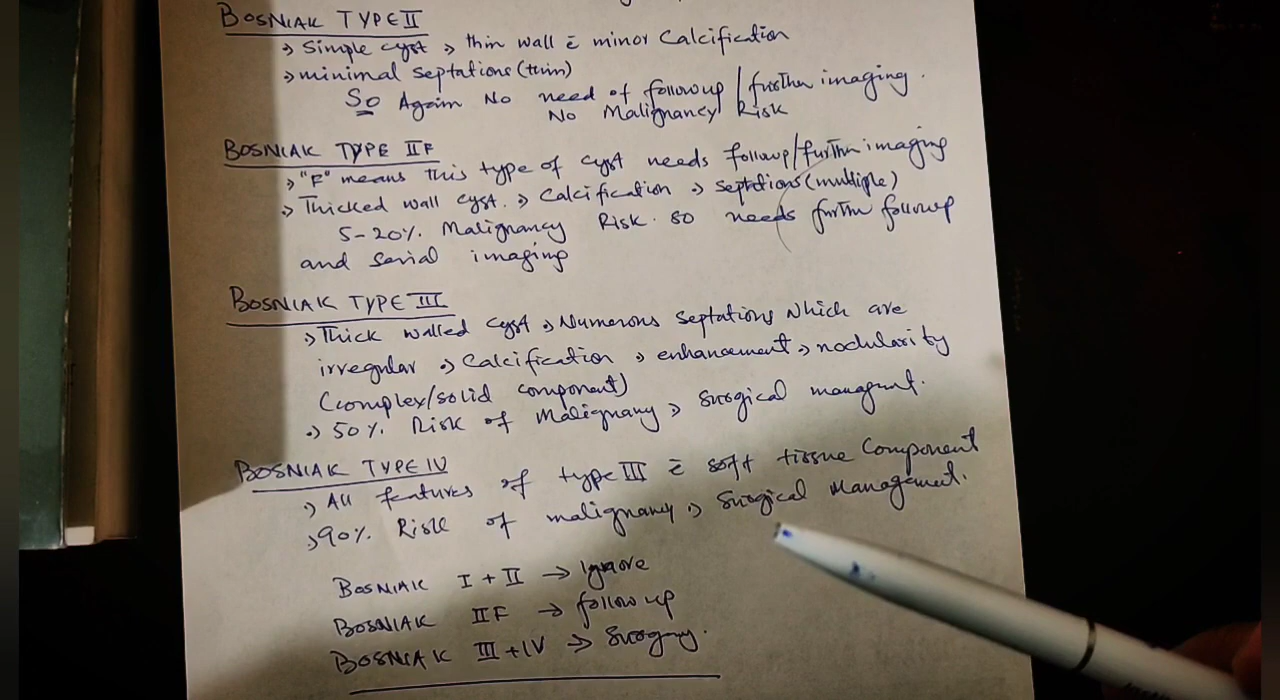 BOSNIAK TYPE II
→ Simple cyst → thin wall c̄ minor Calcification
→ minimal septations (thin)
So Again No need of followup / further imaging.
No Malignancy Risk
BOSNIAK TYPE IIF
→ "F" means This type of cyst needs followup/further imaging
→ Thicked wall cyst. → Calcification → septations (multiple)
5-20%. Malignancy Risk. so needs further followup
and serial imaging
BOSNIAK TYPE III
→ Thick walled cyst → Numerous septations which are
irregular → Calcification → enhancement → nodularity
(complex/solid component)
→ 50%. Risk of Malignany → Surgical managmt.
BOSNIAK TYPE IV
→ All features of type III c̄ soft tissue Component
→ 90%. Risk of malignany → Surgical Management.
BOSNIAK I + II → Ignore
BOSNIAK IIF → followup
BOSNIAK III + IV → Surgery.